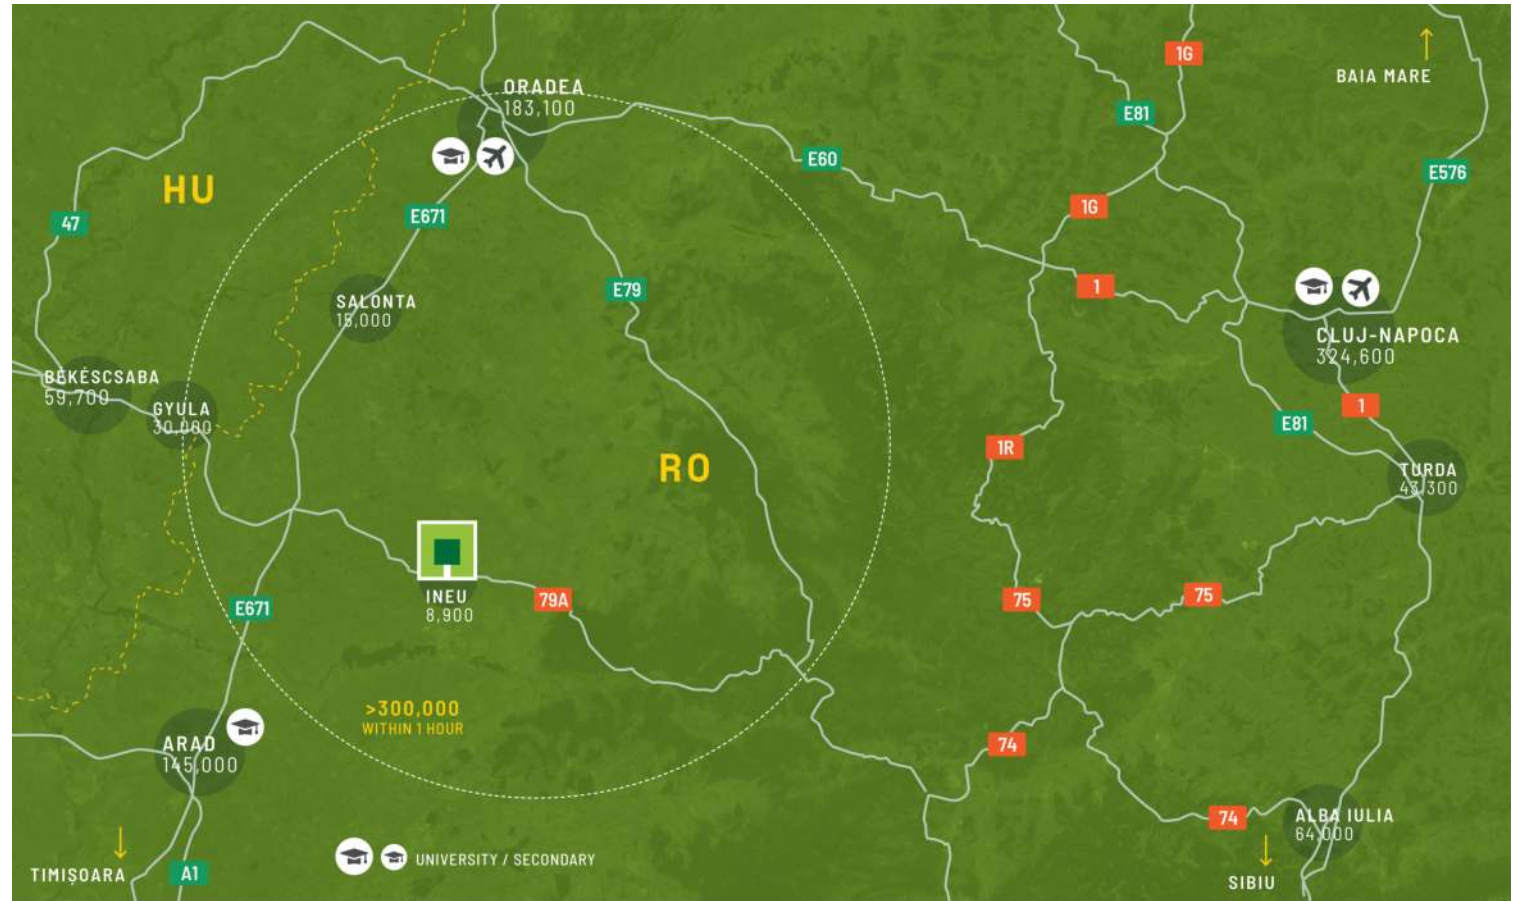 1G
BAIA MARE
ORADEA
183,100
E81
E60
E576
HU
1G
E671
47
1
E79
SALONTA
15,000
CLUJ-NAPOCA
324,600
BÉKÉSCSABA
59,700
GYULA
30,000
1
E81
1R
RO
TURDA
43,300
INEU
8,900
79A
75
75
E671
>300,000
WITHIN 1 HOUR
74
ARAD
145,000
74
ALBA IULIA
64,000
UNIVERSITY / SECONDARY
TIMIȘOARA
A1
SIBIU